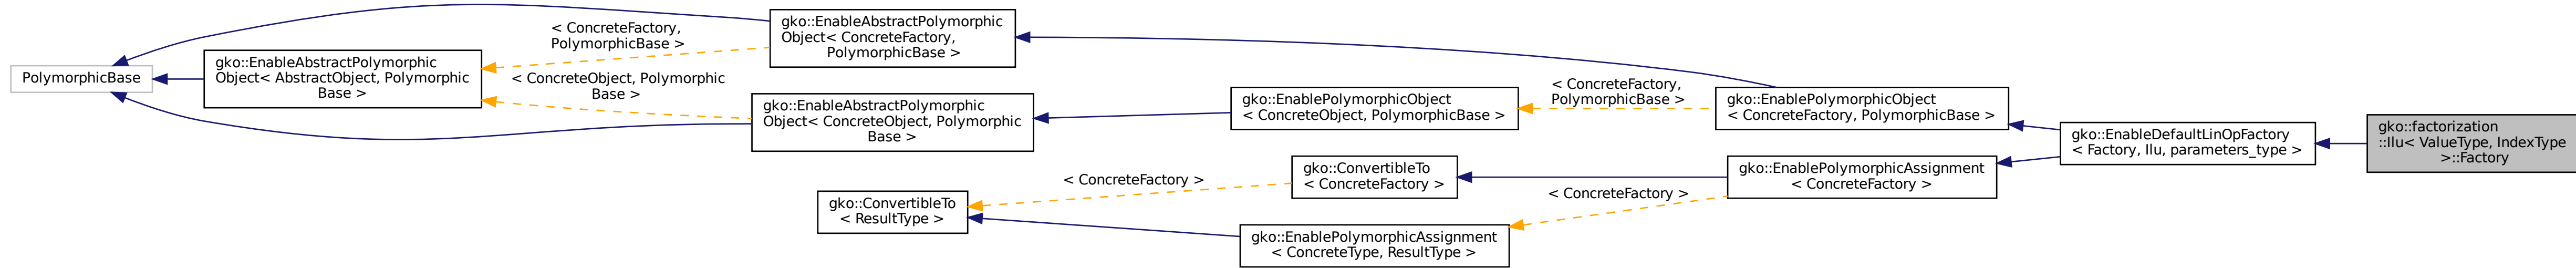 PolymorphicBase
gko::EnableAbstractPolymorphic
Object< AbstractObject, Polymorphic
Base >
< ConcreteFactory,
PolymorphicBase >
< ConcreteObject, Polymorphic
Base >
gko::EnableAbstractPolymorphic
Object< ConcreteFactory,
PolymorphicBase >
gko::EnableAbstractPolymorphic
Object< ConcreteObject, Polymorphic
Base >
gko::ConvertibleTo
< ResultType >
< ConcreteFactory >
gko::EnablePolymorphicObject
< ConcreteObject, PolymorphicBase >
gko::ConvertibleTo
< ConcreteFactory >
gko::EnablePolymorphicAssignment
< ConcreteType, ResultType >
< ConcreteFactory,
PolymorphicBase >
< ConcreteFactory >
gko::EnablePolymorphicObject
< ConcreteFactory, PolymorphicBase >
gko::EnablePolymorphicAssignment
< ConcreteFactory >
gko::EnableDefaultLinOpFactory
< Factory, Ilu, parameters_type >
gko::factorization
::Ilu< ValueType, IndexType
>::Factory